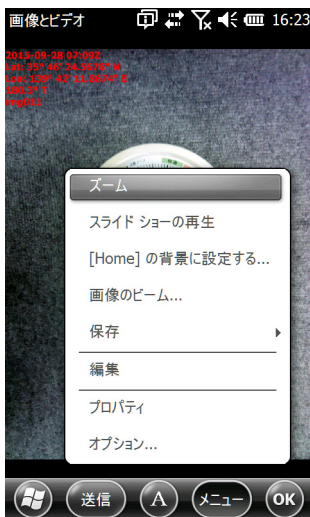 画像とビデオ 16:23
2013-09-28 07:09Z
ズーム
スライド ショーの再生
[Home] の背景に設定する...
画像のビーム...
保存
編集
プロパティ
オプション...
送信 A メニュー OK